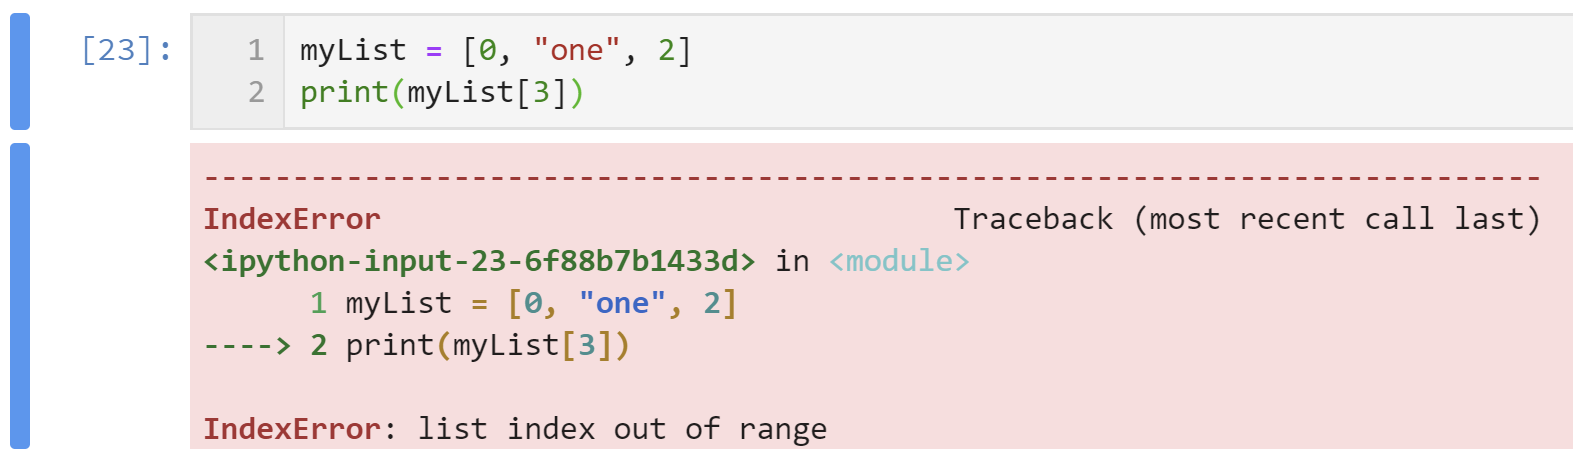 [23]:
1 myList = [0, "one", 2]
2 print(myList[3])
---------------------------------------------------------------------------
IndexError                                Traceback (most recent call last)
<ipython-input-23-6f88b7b1433d> in <module>
      1 myList = [0, "one", 2]
----> 2 print(myList[3])
IndexError: list index out of range